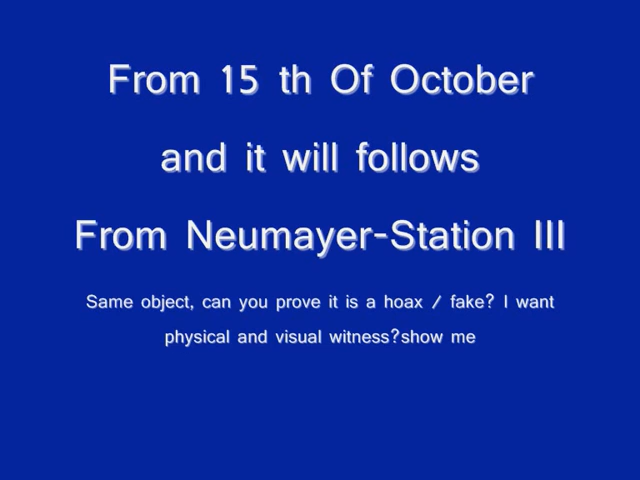 From 15 th Of October
and it will follows
From Neumayer-Station III
Same object, can you prove it is a hoax / fake? I want
physical and visual witness?show me